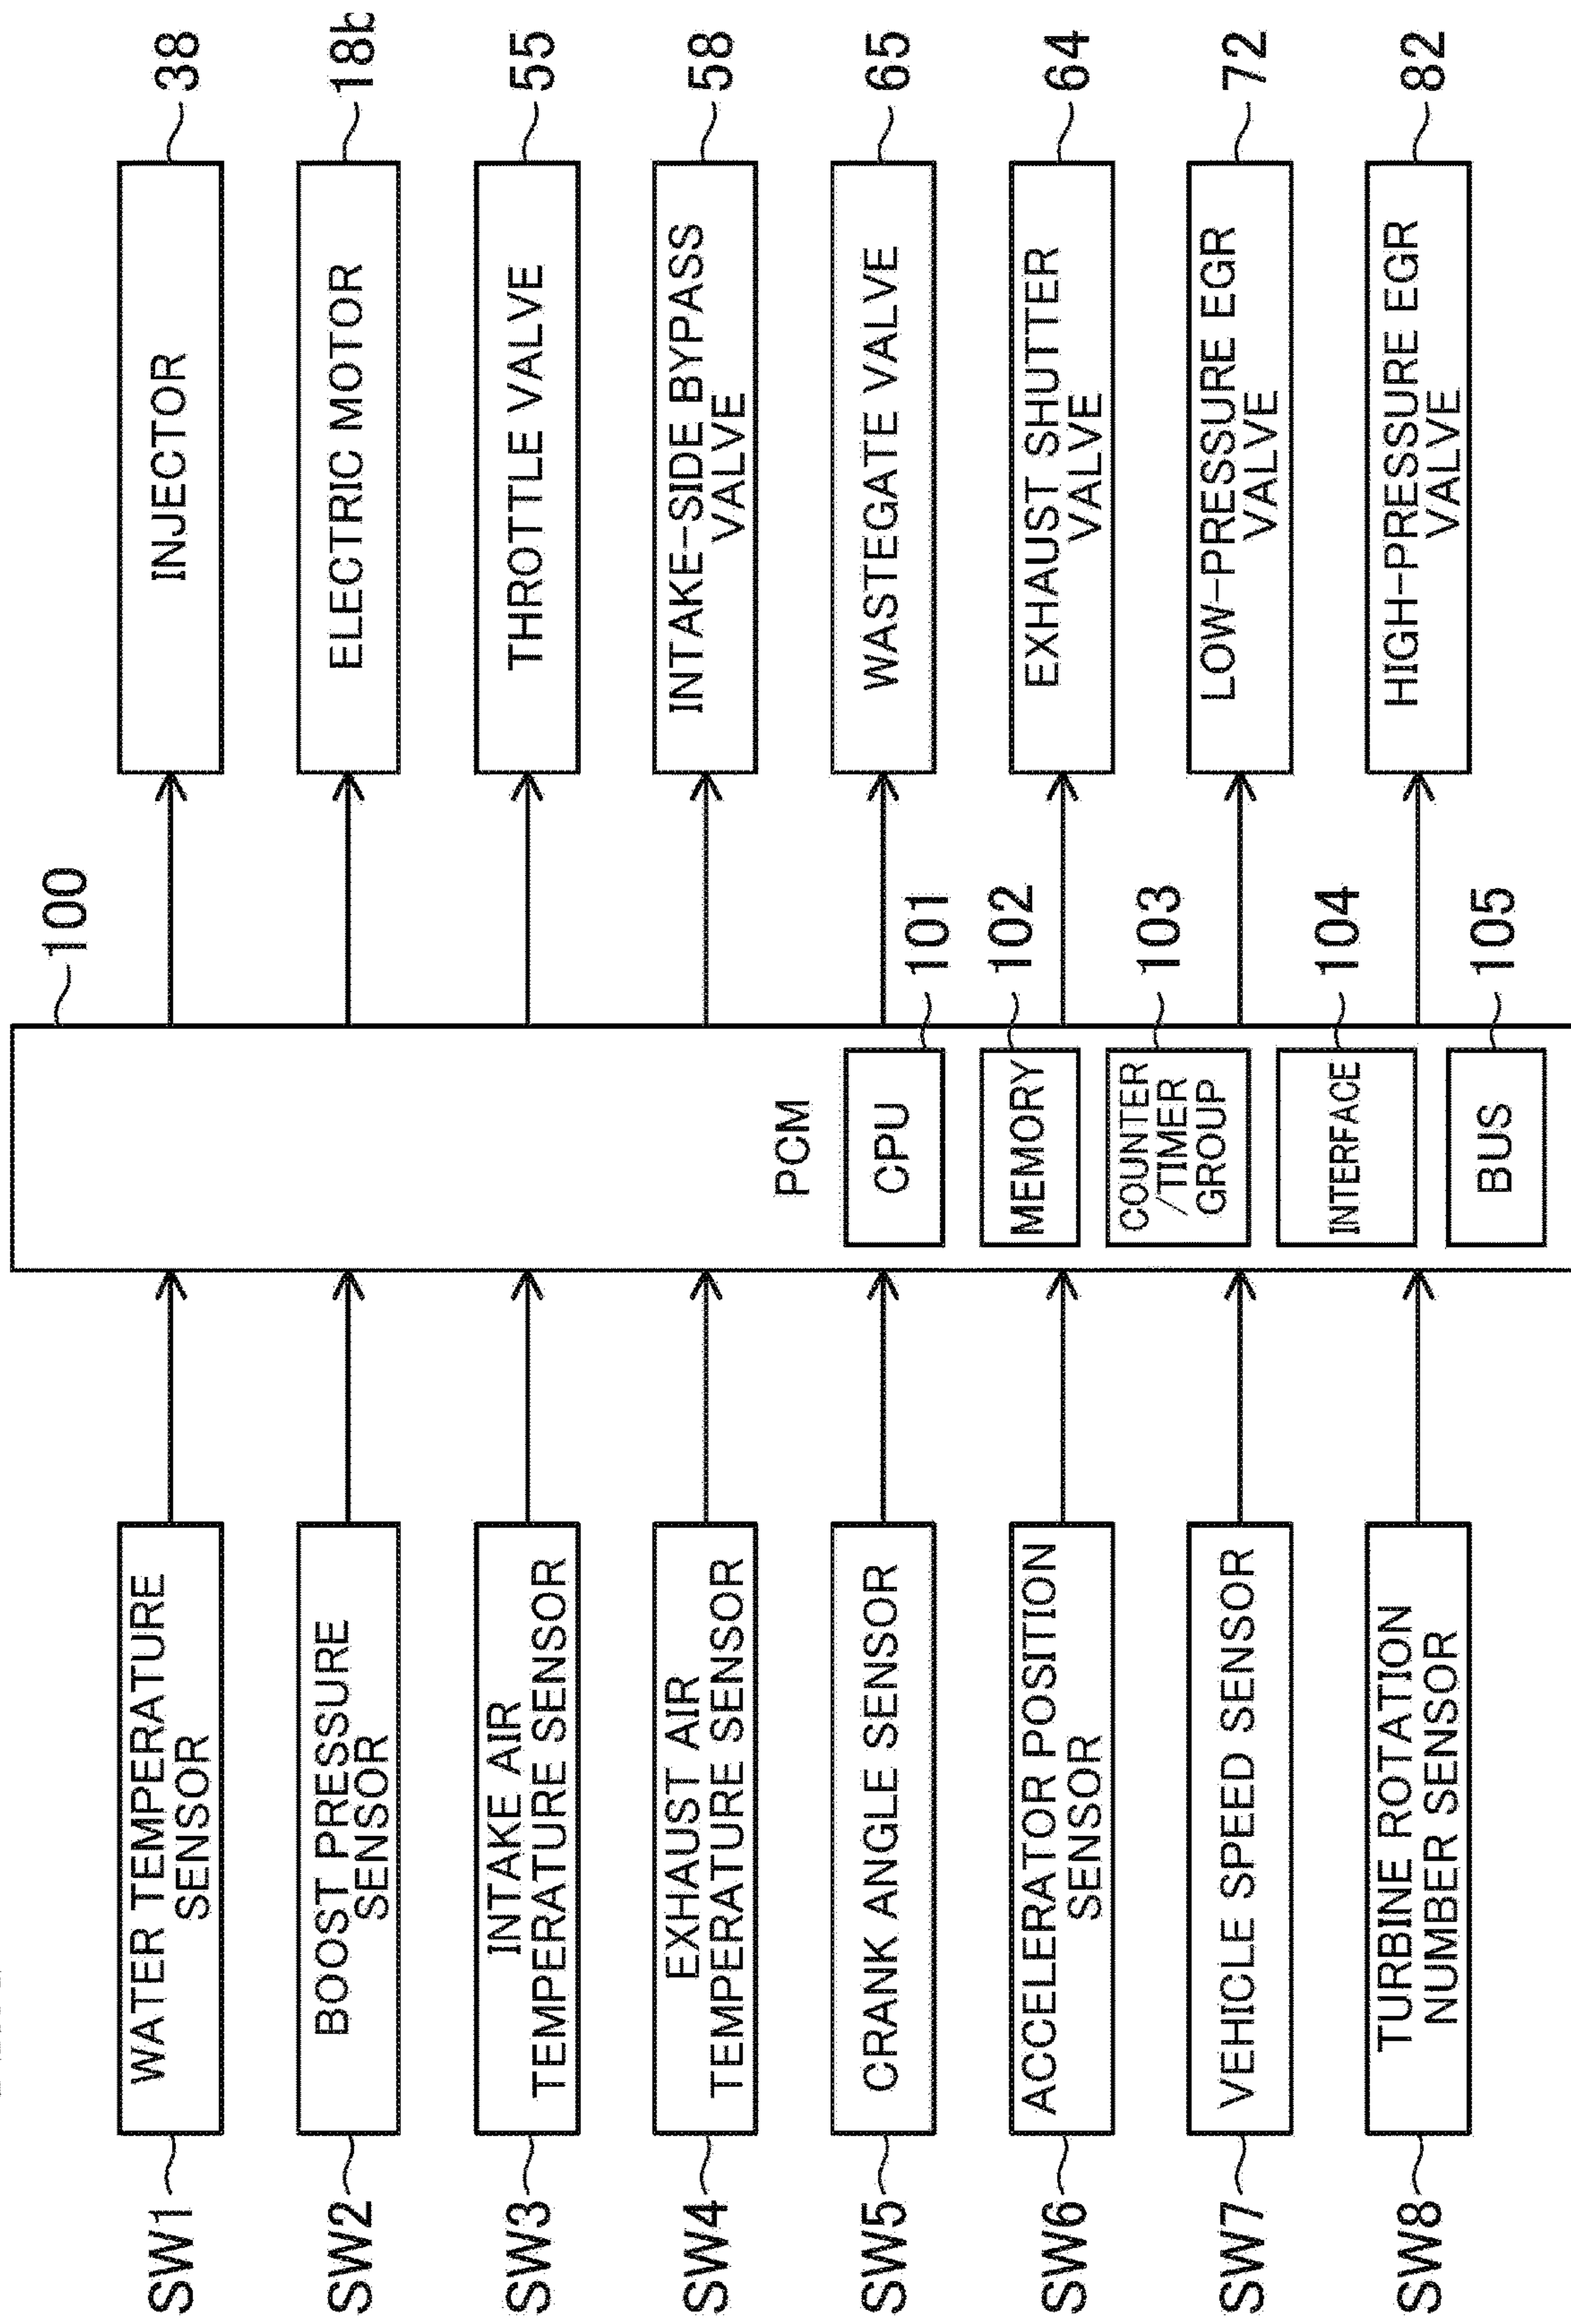 100
SW1
WATER TEMPERATURE
SENSOR
INJECTOR
38
SW2
BOOST PRESSURE
SENSOR
ELECTRIC MOTOR
18b
SW3
INTAKE AIR
TEMPERATURE SENSOR
THROTTLE VALVE
55
SW4
EXHAUST AIR
TEMPERATURE SENSOR
INTAKE-SIDE BYPASS
VALVE
58
PCM
SW5
CRANK ANGLE SENSOR
CPU
101
WASTEGATE VALVE
65
SW6
ACCELERATOR POSITION
SENSOR
MEMORY
102
EXHAUST SHUTTER
VALVE
64
SW7
VEHICLE SPEED SENSOR
COUNTER
/TIMER
GROUP
103
LOW-PRESSURE EGR
VALVE
72
SW8
TURBINE ROTATION
NUMBER SENSOR
INTERFACE
104
HIGH-PRESSURE EGR
VALVE
82
BUS
105